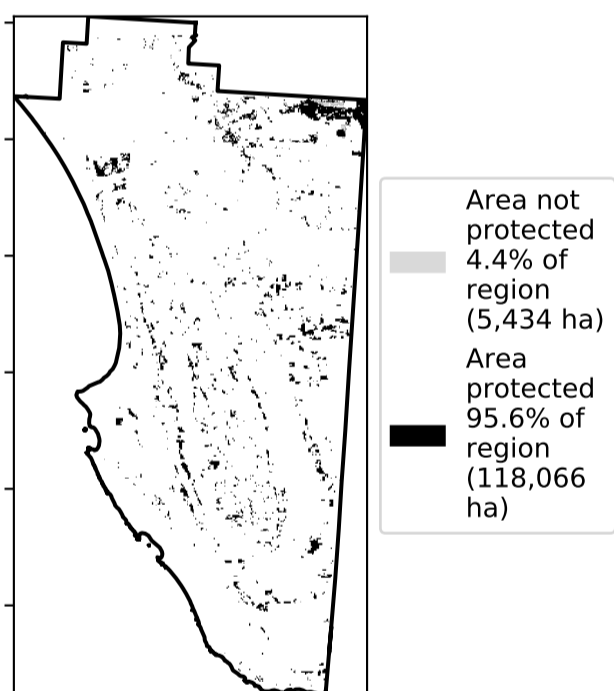 Area not
protected
4.4% of
region
(5,434 ha)
Area
protected
95.6% of
region
(118,066
ha)